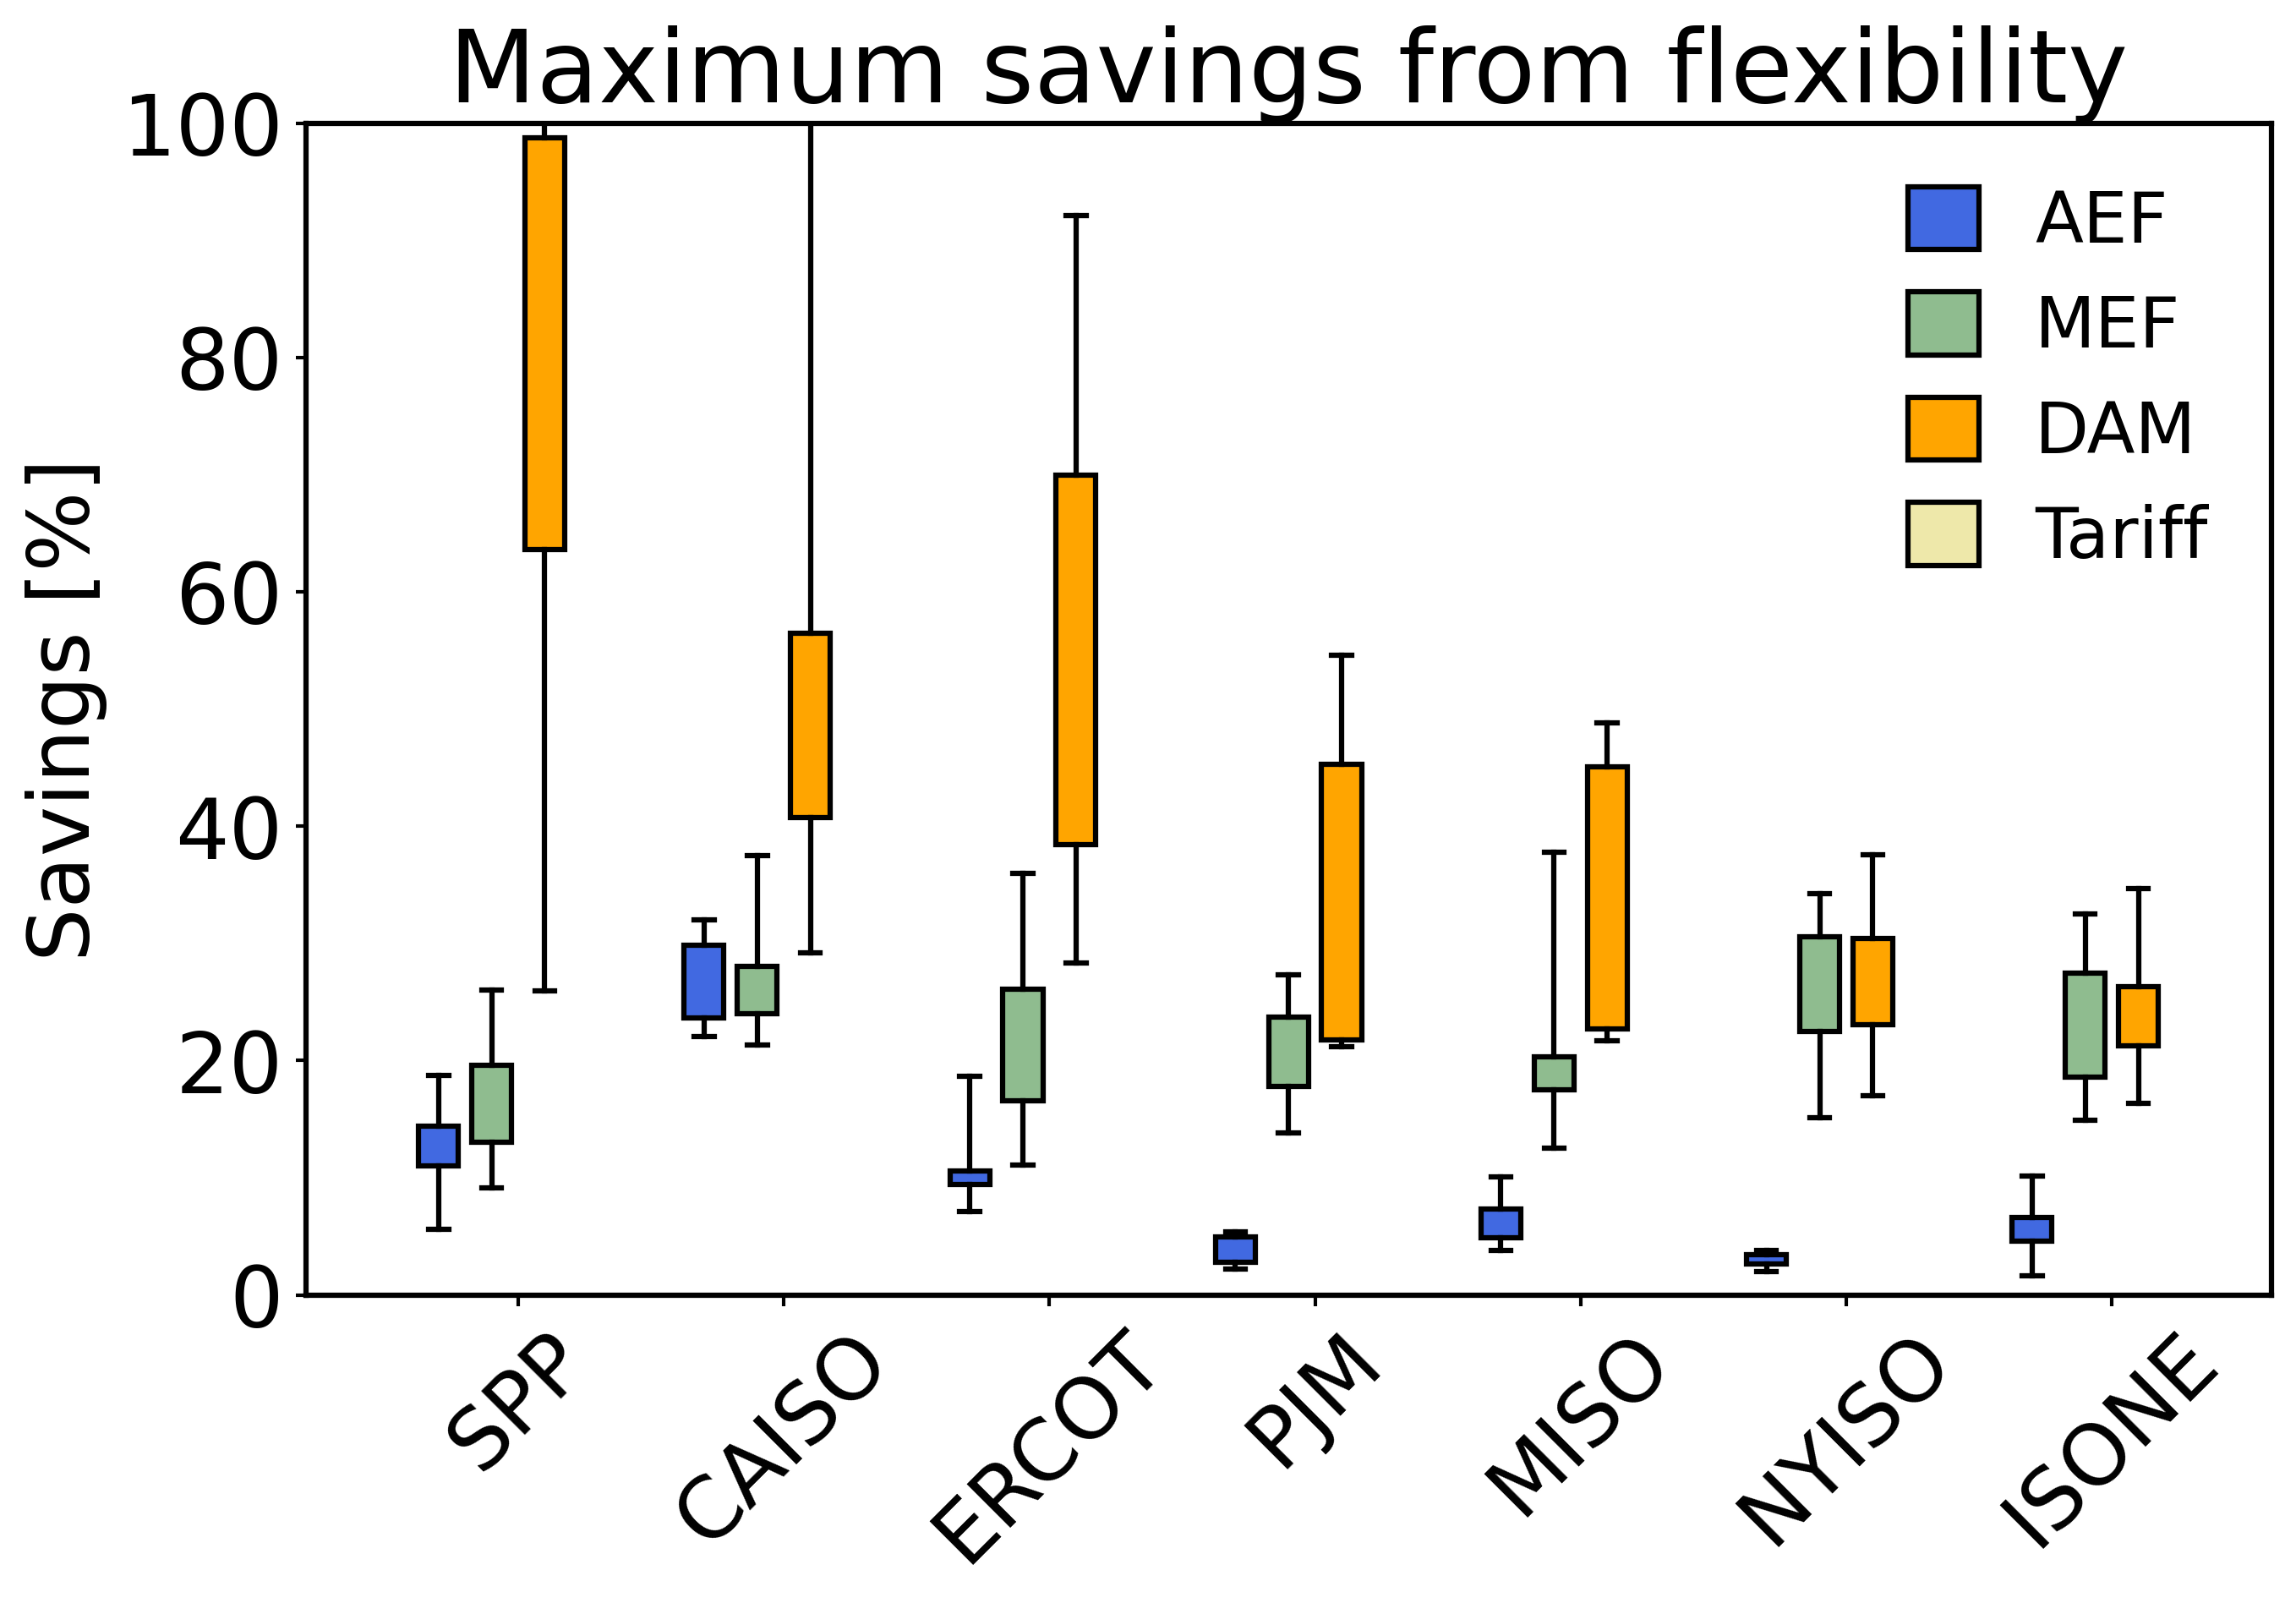 Maximum savings from flexibility
100
80
60
40
20
0
Savings [%]
AEF
MEF
DAM
Tariff
SPP
CAISO
ERCOT
PJM
MISO
NYISO
ISONE